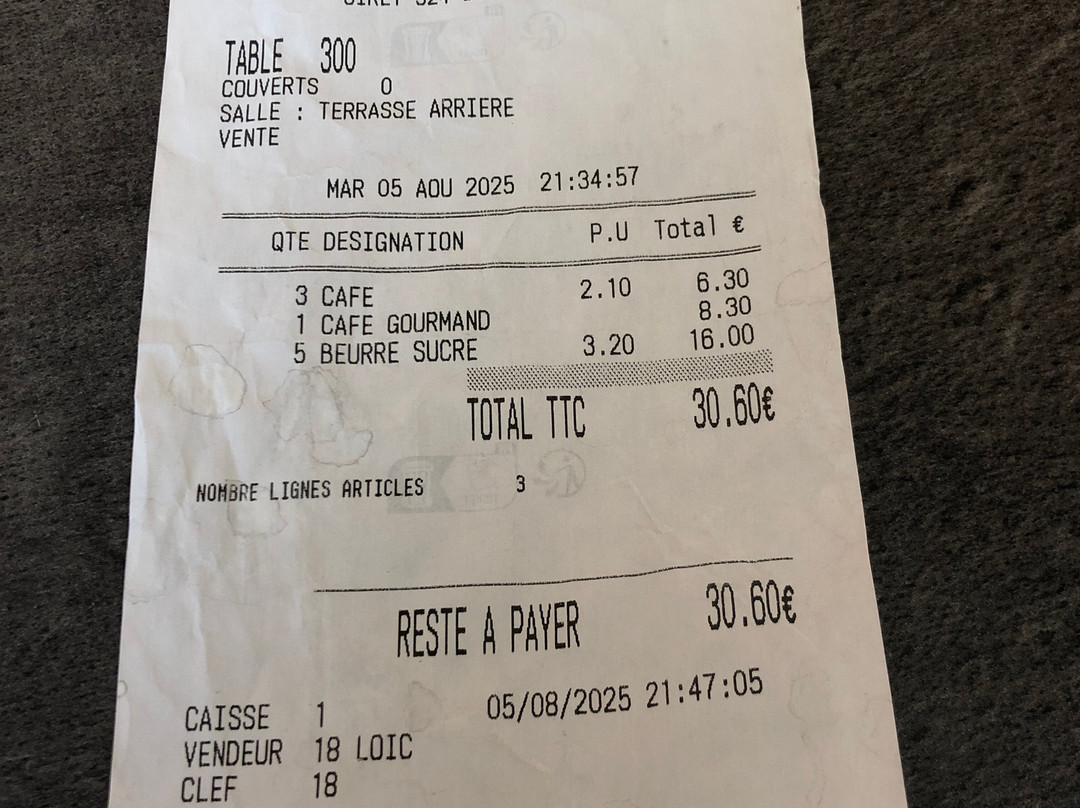 TABLE 300
COUVERTS 0
SALLE : TERRASSE ARRIERE
VENTE
MAR 05 AOU 2025 21:34:57
QTE DESIGNATION P.U Total €
3 CAFE 2.10 6.30
1 CAFE GOURMAND 8.30
5 BEURRE SUCRE 3.20 16.00
TOTAL TTC 30.60€
NOMBRE LIGNES ARTICLES 3
RESTE A PAYER 30.60€
05/08/2025 21:47:05
CAISSE 1
VENDEUR 18 LOIC
CLEF 18